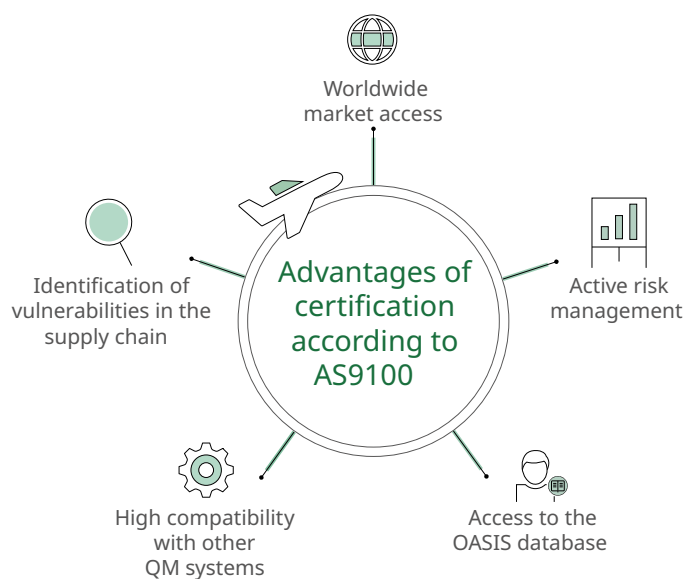 Worldwide
market access
Advantages of
certification
according to
AS9100
Active risk
management
Access to the
OASIS database
High compatibility
with other
QM systems
Identification of
vulnerabilities in the
supply chain